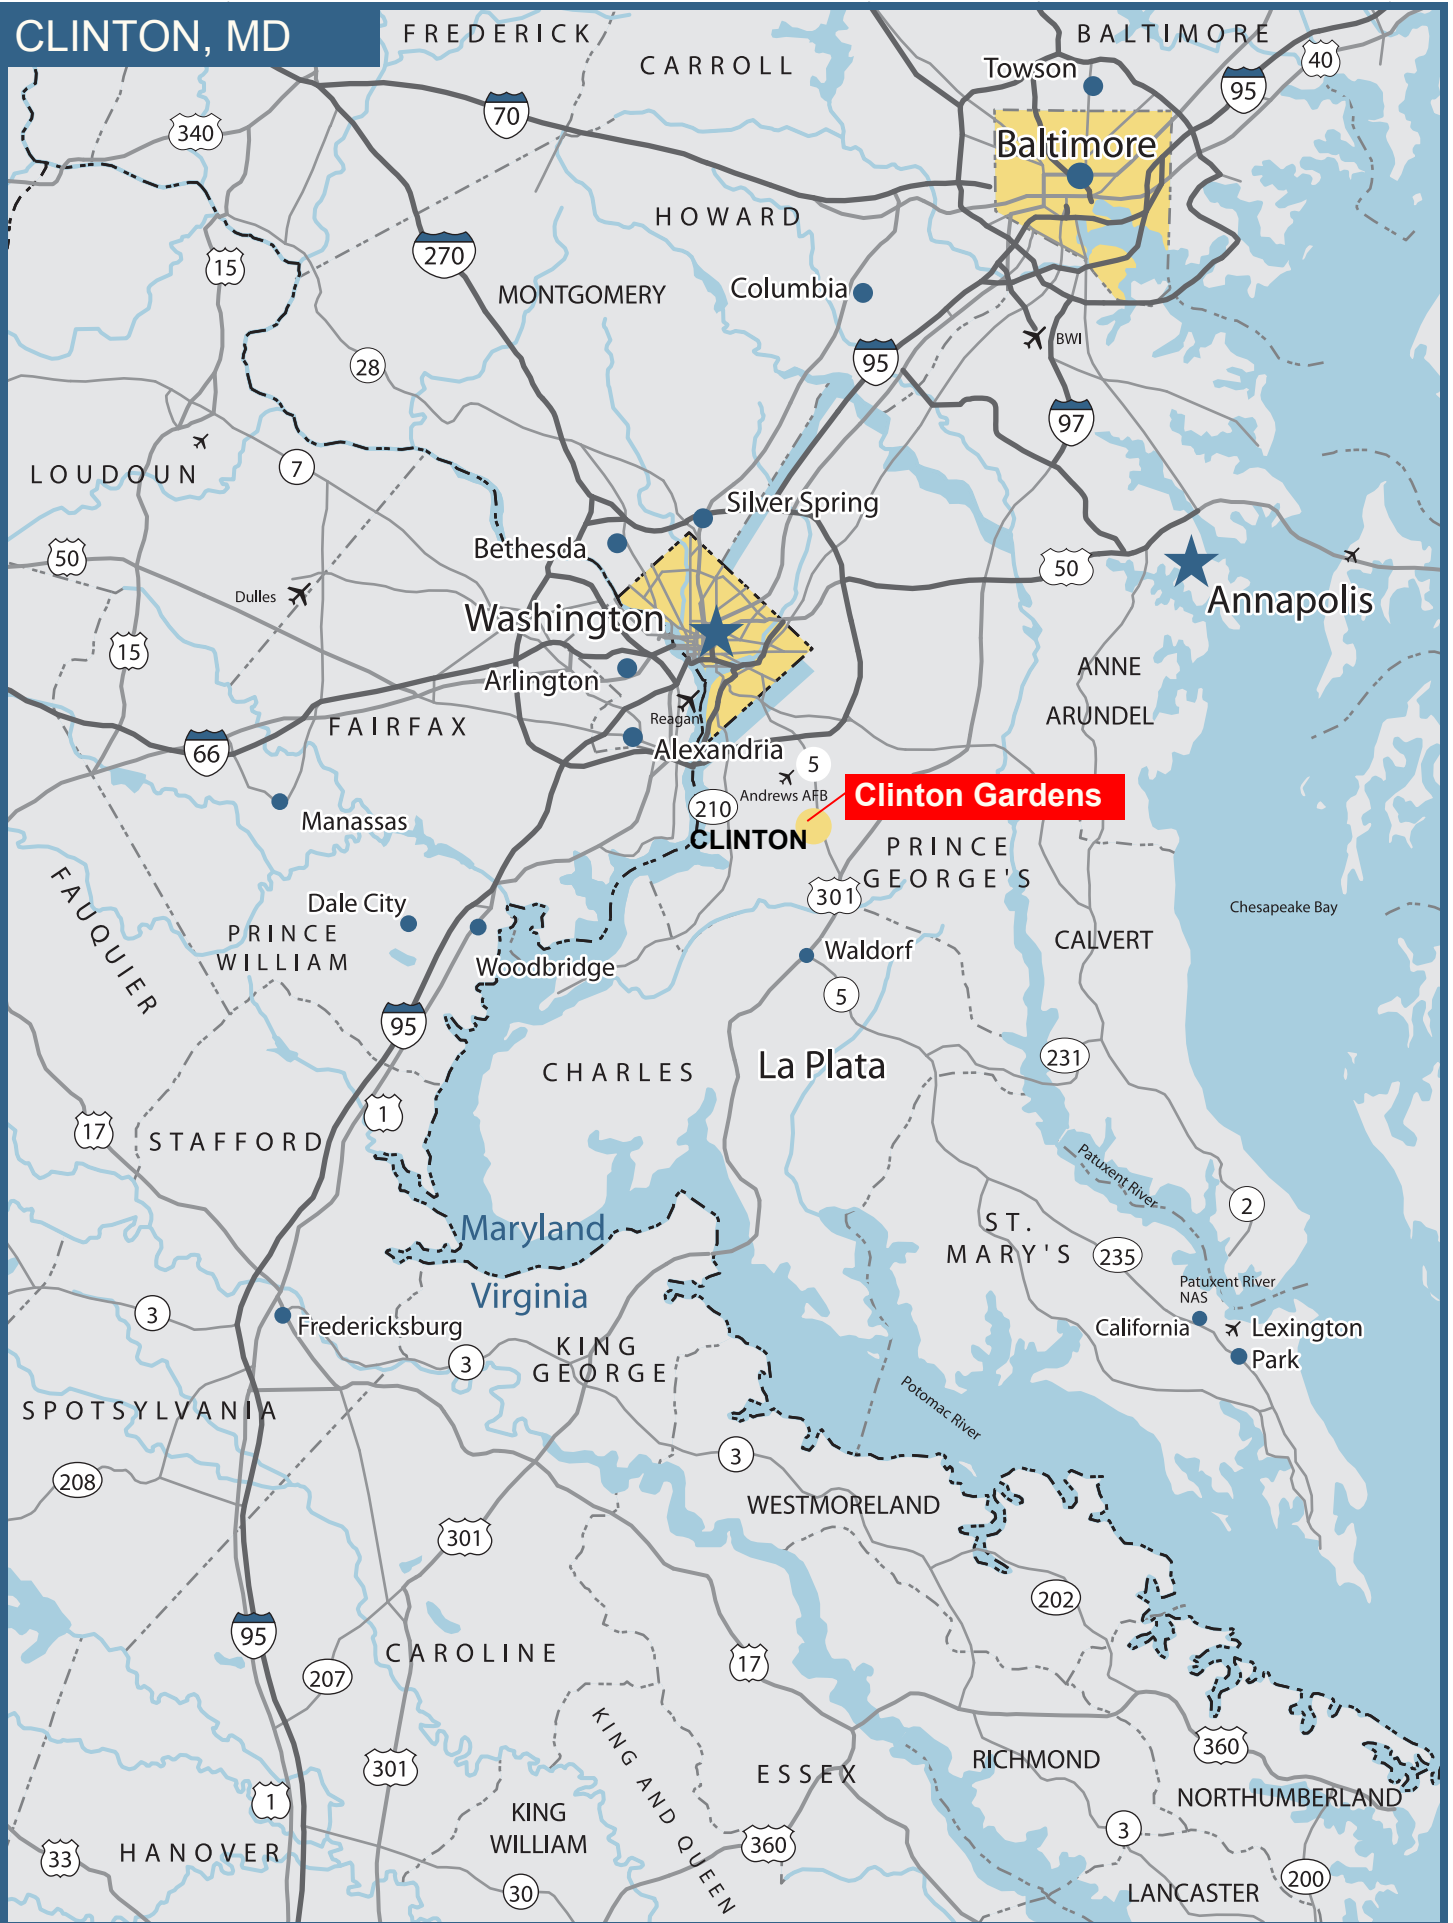 CLINTON, MD
FREDERICK
BALTIMORE
CARROLL
Towson
40
95
70
340
Baltimore
HOWARD
270
15
MONTGOMERY
Columbia
BWI
95
28
97
LOUDOUN
7
Silver Spring
Bethesda
50
50
Dulles
Washington
Annapolis
15
Arlington
ANNE
ARUNDEL
Reagan
FAIRFAX
66
Alexandria
5
Andrews AFB
Clinton Gardens
210
Manassas
CLINTON
PRINCE
GEORGE'S
FAUQUIER
301
Dale City
Chesapeake Bay
PRINCE
WILLIAM
CALVERT
Woodbridge
Waldorf
5
95
231
CHARLES
La Plata
1
17
STAFFORD
Patuxent River
2
Maryland
ST.
MARY'S
235
Virginia
Patuxent River
NAS
3
Fredericksburg
California
Lexington
Park
KING
GEORGE
3
SPOTSYLVANIA
Potomac River
3
208
WESTMORELAND
301
202
95
CAROLINE
207
17
KING AND QUEEN
360
301
ESSEX
RICHMOND
NORTHUMBERLAND
1
KING
WILLIAM
3
HANOVER
33
360
200
30
LANCASTER